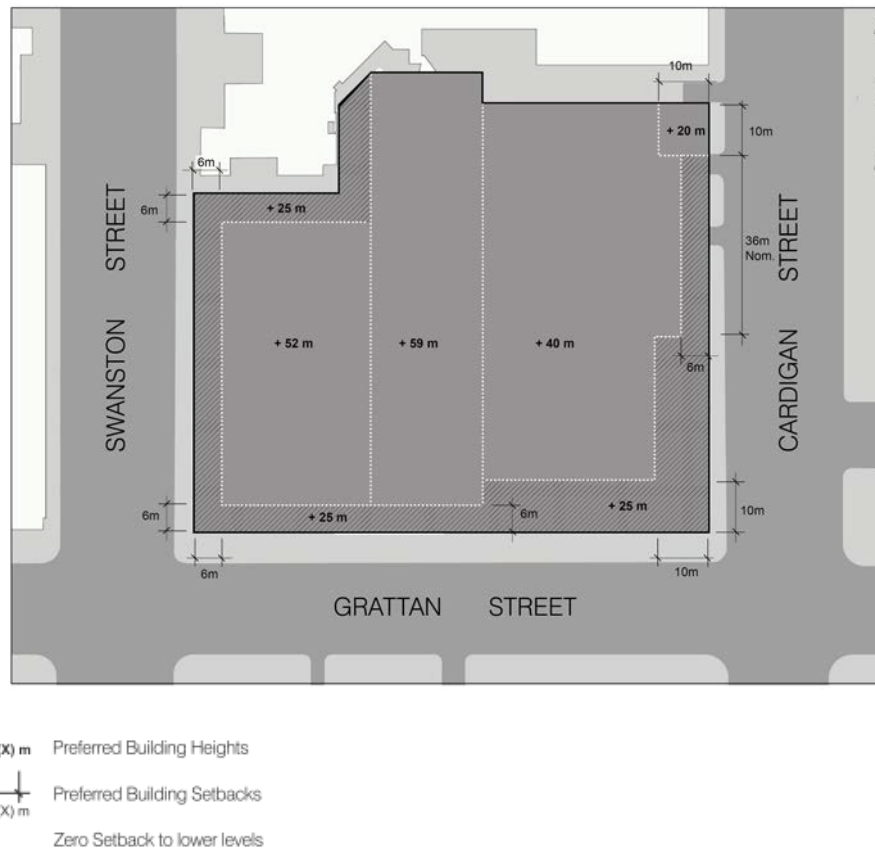 10m
+ 20 m
10m
6m
6m
+ 25 m
SWANSTON STREET
36m
Nom.
CARDIGAN STREET
+ 52 m
+ 59 m
+ 40 m
6m
6m
+ 25 m
6m
+ 25 m
10m
6m
10m
GRATTAN STREET
X) m Preferred Building Heights
X) m Preferred Building Setbacks
Zero Setback to lower levels